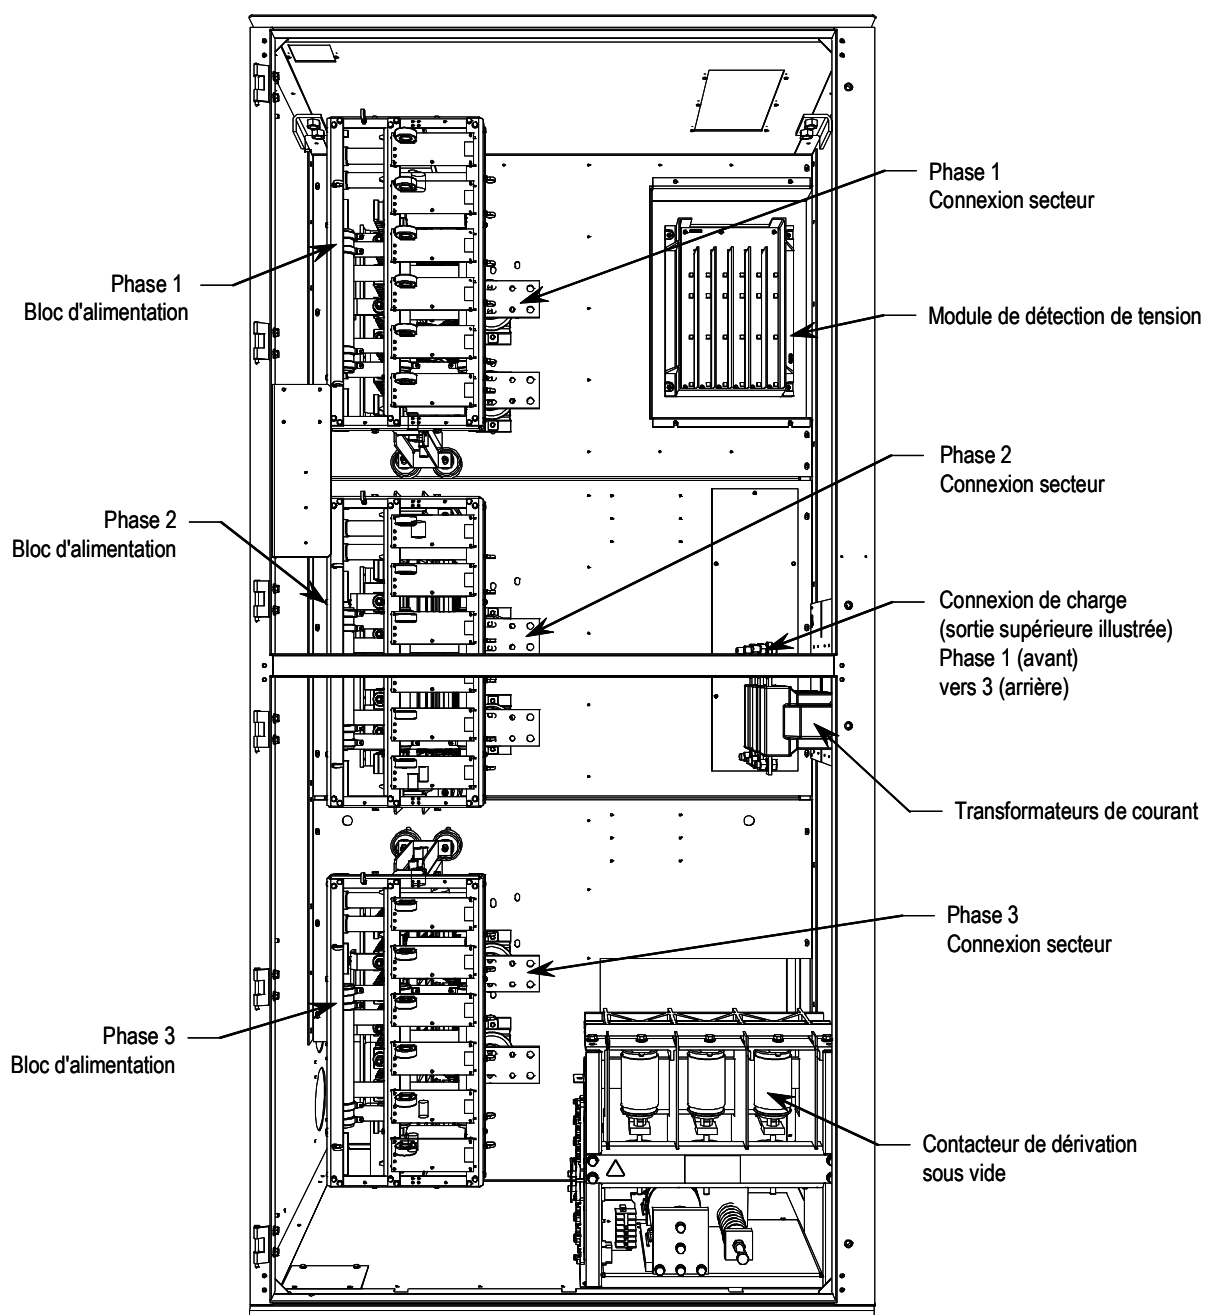 Phase 1
Connexion secteur
Phase 1
Bloc d'alimentation
Module de détection de tension
Phase 2
Connexion secteur
Phase 2
Bloc d'alimentation
Connexion de charge
(sortie supérieure illustrée)
Phase 1 (avant)
vers 3 (arrière)
Transformateurs de courant
Phase 3
Connexion secteur
Phase 3
Bloc d'alimentation
Contacteur de dérivation
sous vide